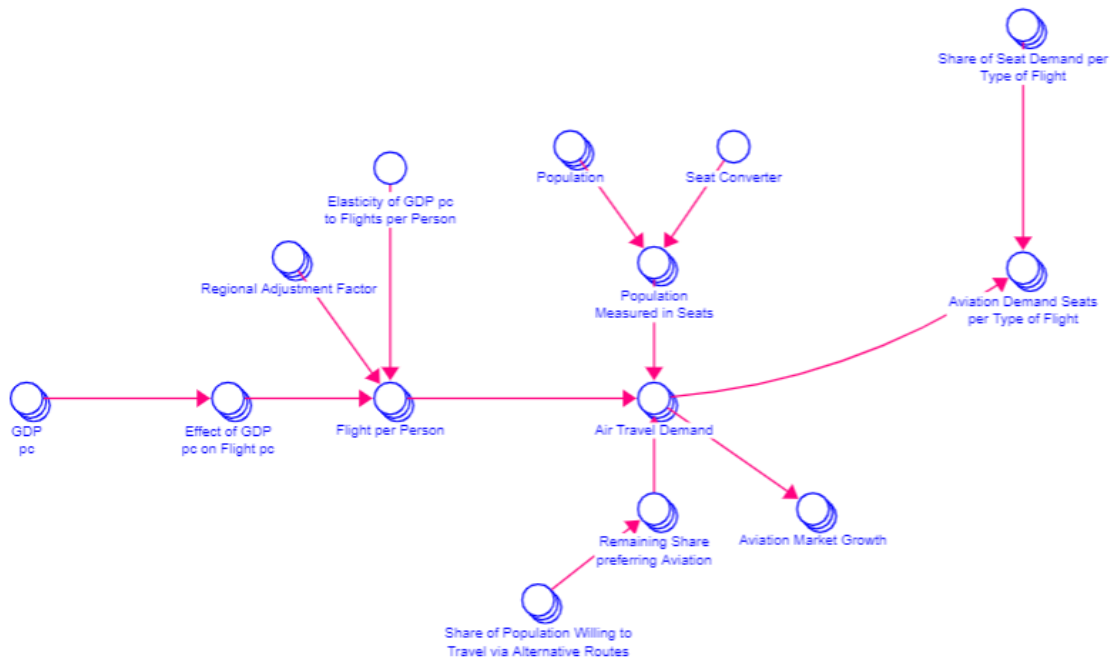 Share of Seat Demand per
Type of Flight
Population
Seat Converter
Elasticity of GDP pc
to Flights per Person
Regional Adjustment Factor
Population
Measured in Seats
Aviation Demand Seats
per Type of Flight
GDP
pc
Effect of GDP
pc on Flight pc
Flight per Person
Air Travel Demand
Remaining Share
preferring Aviation
Aviation Market Growth
Share of Population Willing to
Travel via Alternative Routes